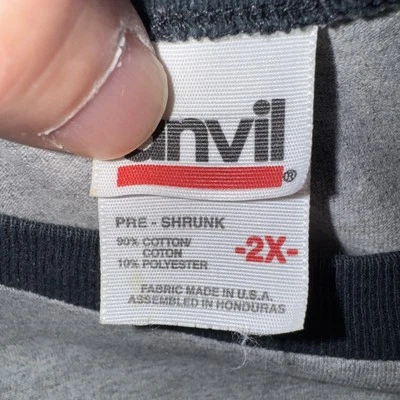 anvil
®
PRE - SHRUNK
90% COTTON/
COTON
10% POLYESTER
-2X-
FABRIC MADE IN U.S.A.
ASSEMBLED IN HONDURAS